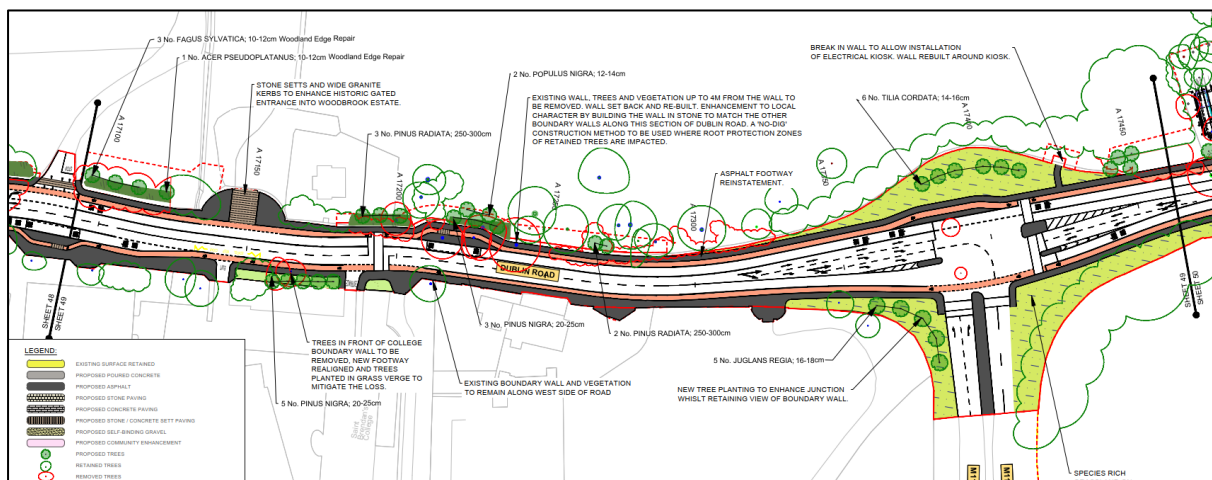 3 No. FAGUS SYLVATICA; 10-12cm Woodland Edge Repair
1 No. ACER PSEUDOPLATANUS; 10-12cm Woodland Edge Repair
STONE SETTS AND WIDE GRANITE
KERBS TO ENHANCE HISTORIC GATED
ENTRANCE INTO WOODBROOK ESTATE.
2 No. POPULUS NIGRA; 12-14cm
EXISTING WALL, TREES AND VEGETATION UP TO 4M FROM THE WALL TO
BE REMOVED. WALL SET BACK AND RE-BUILT. ENHANCEMENT TO LOCAL
CHARACTER BY BUILDING THE WALL IN STONE TO MATCH THE OTHER
BOUNDARY WALLS ALONG THIS SECTION OF DUBLIN ROAD. A 'NO-DIG'
CONSTRUCTION METHOD TO BE USED WHERE ROOT PROTECTION ZONES
OF RETAINED TREES ARE IMPACTED.
3 No. PINUS RADIATA; 250-300cm
BREAK IN WALL TO ALLOW INSTALLATION
OF ELECTRICAL KIOSK. WALL REBUILT AROUND KIOSK.
6 No. TILIA CORDATA; 14-16cm
ASPHALT FOOTWAY
REINSTATEMENT.
A 17100
A 17150
A 17200
A 17250
A 17300
A 17350
A 17400
A 17450
DUBLIN ROAD
SHEET 48
SHEET 49
SHEET 49
SHEET 50
3 No. PINUS NIGRA; 20-25cm
2 No. PINUS RADIATA; 250-300cm
5 No. JUGLANS REGIA; 16-18cm
TREES IN FRONT OF COLLEGE
BOUNDARY WALL TO BE
REMOVED, NEW FOOTWAY
REALIGNED AND TREES
PLANTED IN GRASS VERGE TO
MITIGATE THE LOSS.
5 No. PINUS NIGRA; 20-25cm
EXISTING BOUNDARY WALL AND VEGETATION
TO REMAIN ALONG WEST SIDE OF ROAD
NEW TREE PLANTING TO ENHANCE JUNCTION
WHILST RETAINING VIEW OF BOUNDARY WALL.
Saint
Brendan's
College
SPECIES RICH
LEGEND:
EXISTING SURFACE RETAINED
PROPOSED POURED CONCRETE
PROPOSED ASPHALT
PROPOSED STONE PAVING
PROPOSED CONCRETE PAVING
PROPOSED STONE / CONCRETE SETT PAVING
PROPOSED SELF-BINDING GRAVEL
PROPOSED COMMUNITY ENHANCEMENT
PROPOSED TREES
RETAINED TREES
REMOVED TREES